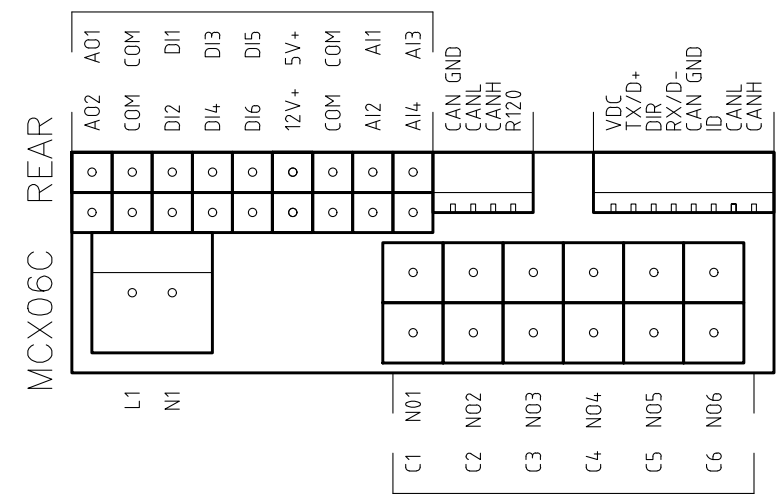 MCX06C REAR
AO1 COM DI1 DI3 DI5 5V+ COM AI1 AI3
AO2 COM DI2 DI4 DI6 12V+ COM AI2 AI4
CAN GND
CANL
CANH
R120
VDC
TX/D+
DIR
RX/D-
CAN GND
ID
CANL
CANH
L1 N1
NO1 NO2 NO3 NO4 NO5 NO6
C1 C2 C3 C4 C5 C6